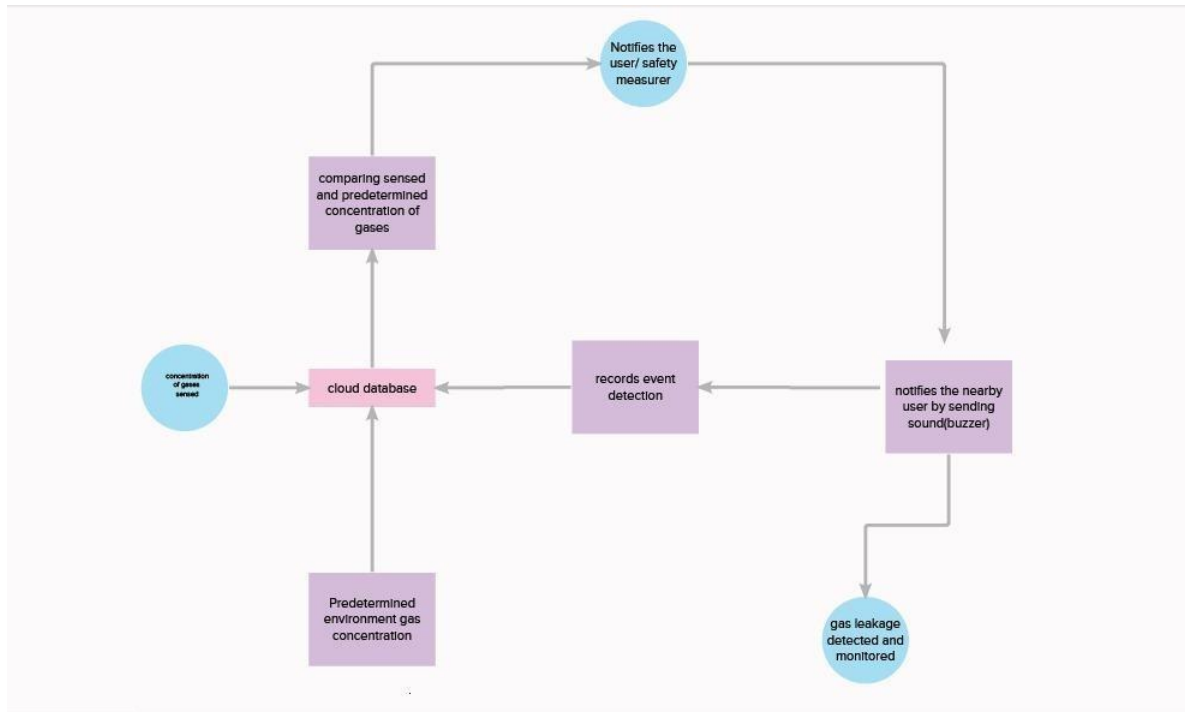 Notifies the
user/ safety
measurer
comparing sensed
and predetermined
concentration of
gases
concentration
of gases
sensed
cloud database
records event
detection
notifies the nearby
user by sending
sound(buzzer)
Predetermined
environment gas
concentration
gas leakage
detected and
monitored